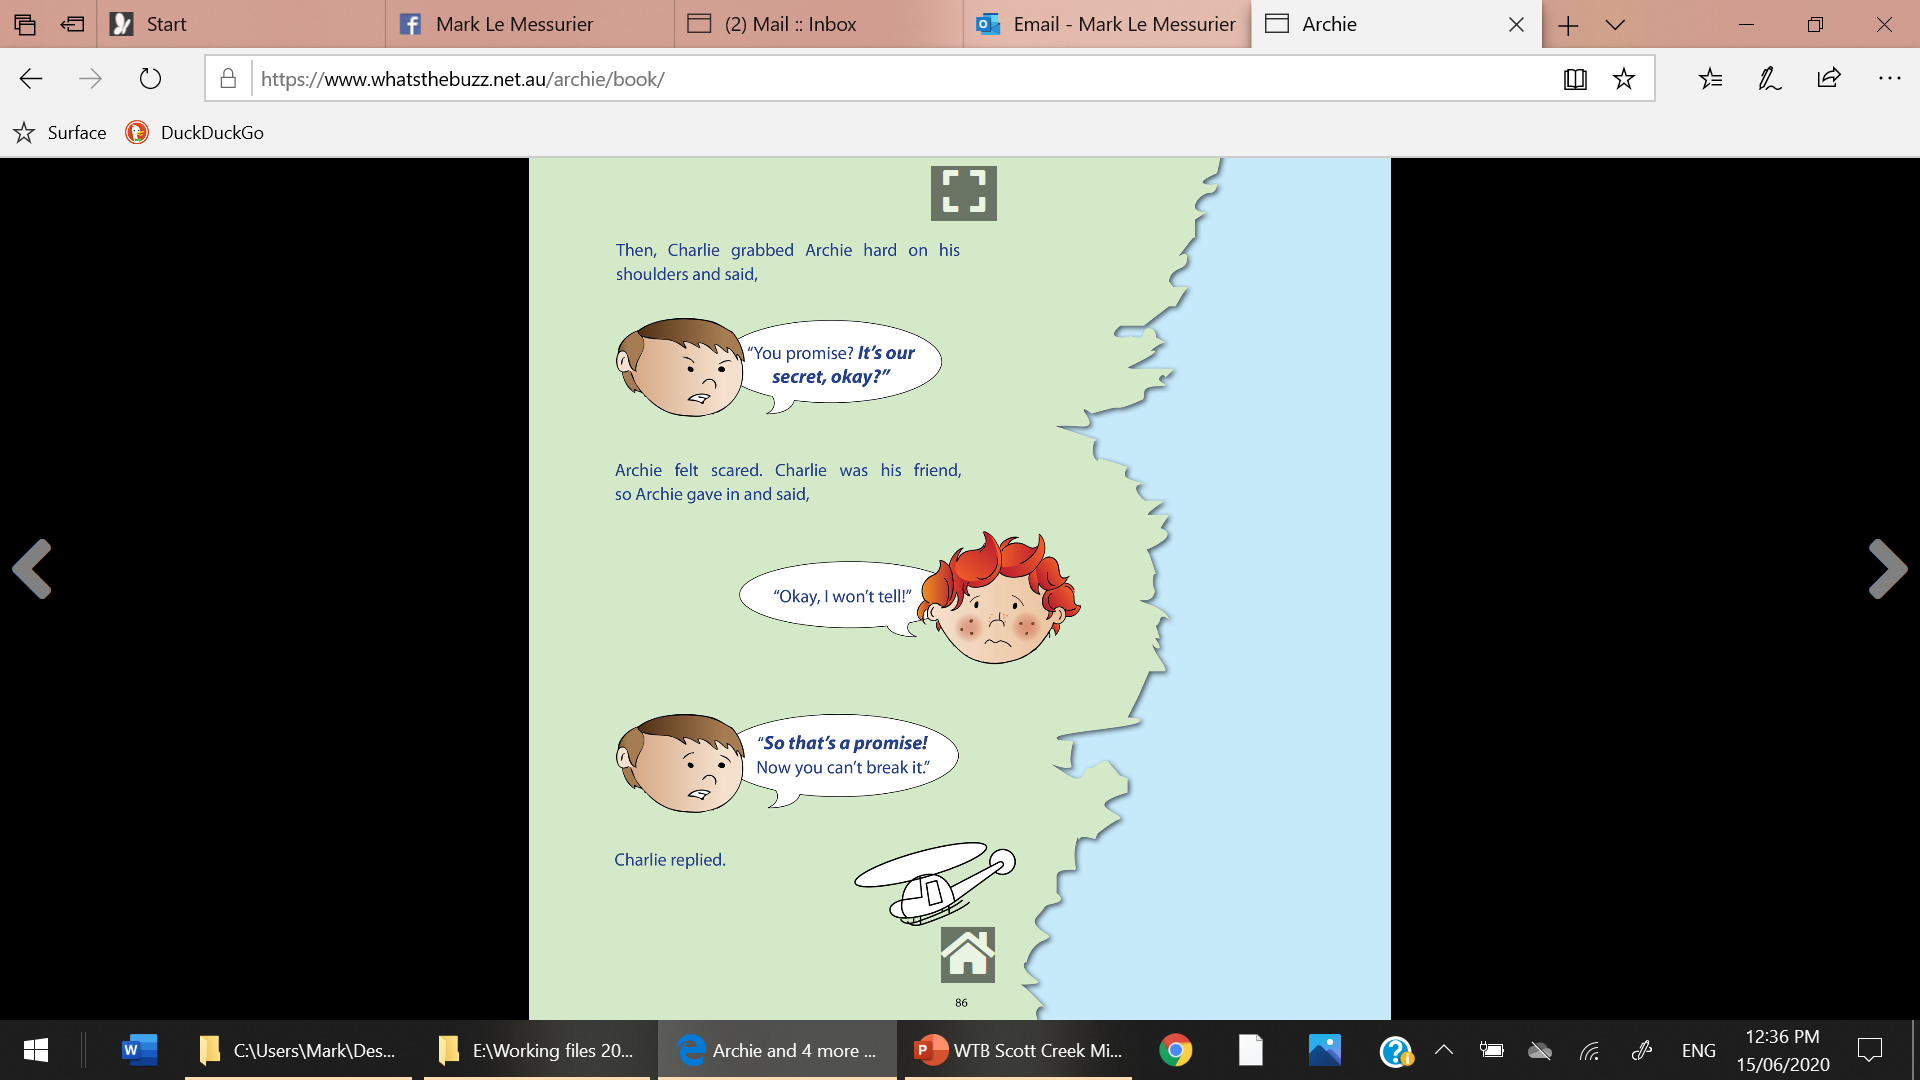 Start
Mark Le Messurier
(2) Mail :: Inbox
Email - Mark Le Messurier
Archie
https://www.whatsthebuzz.net.au/archie/book/
Surface
DuckDuckGo
Then, Charlie grabbed Archie hard on his
shoulders and said,
“You promise? It’s our
secret, okay?”
Archie felt scared. Charlie was his friend,
so Archie gave in and said,
“Okay, I won’t tell!”
“So that’s a promise!
Now you can’t break it.”
Charlie replied.
86
C:\Users\Mark\Des...
E:\Working files 20...
Archie and 4 more ...
WTB Scott Creek Mi...
ENG
12:36 PM
15/06/2020